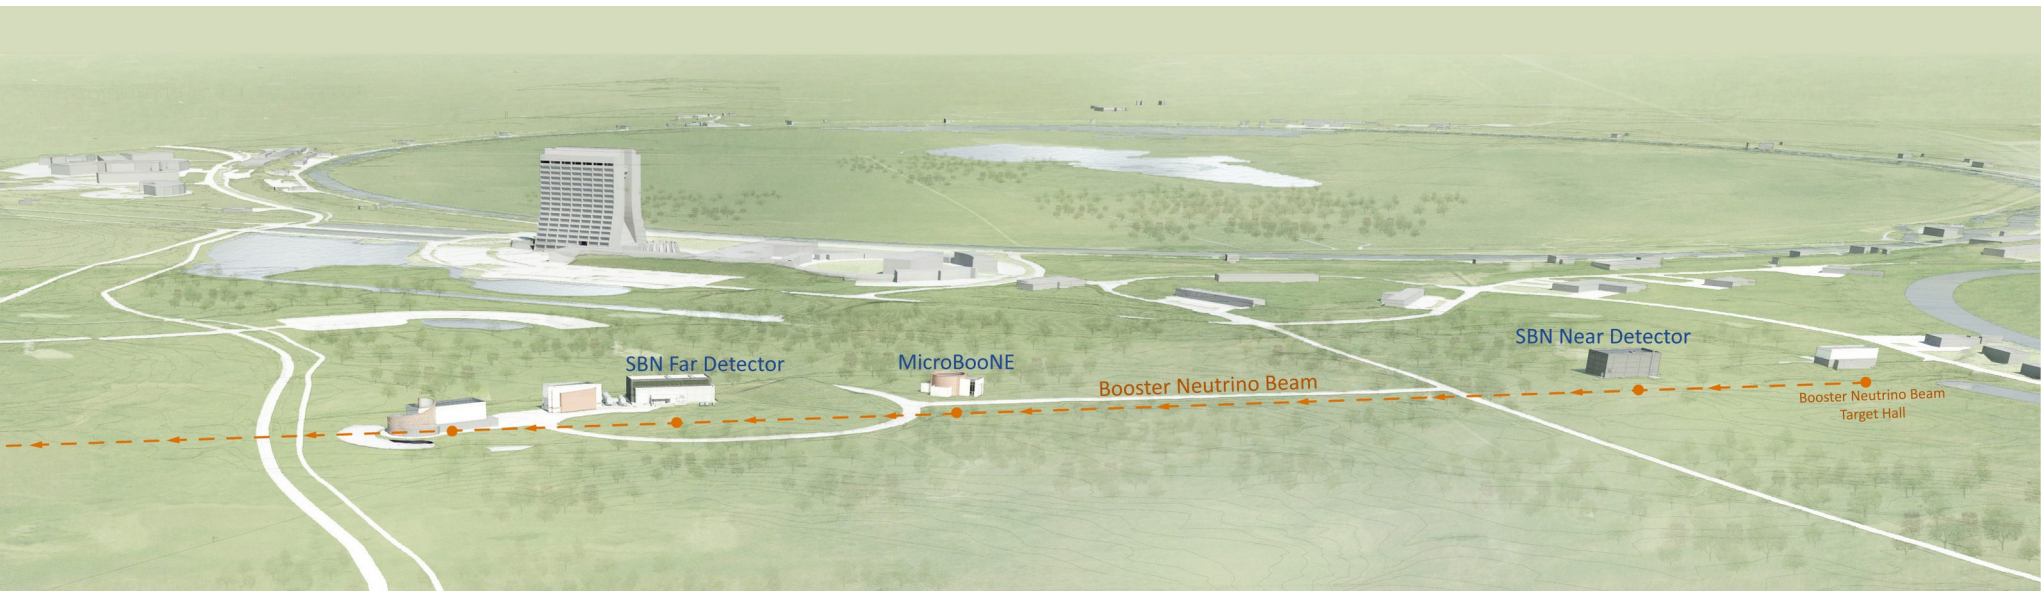 SBN Near Detector
SBN Far Detector
MicroBooNE
Booster Neutrino Beam
Booster Neutrino Beam
Target Hall